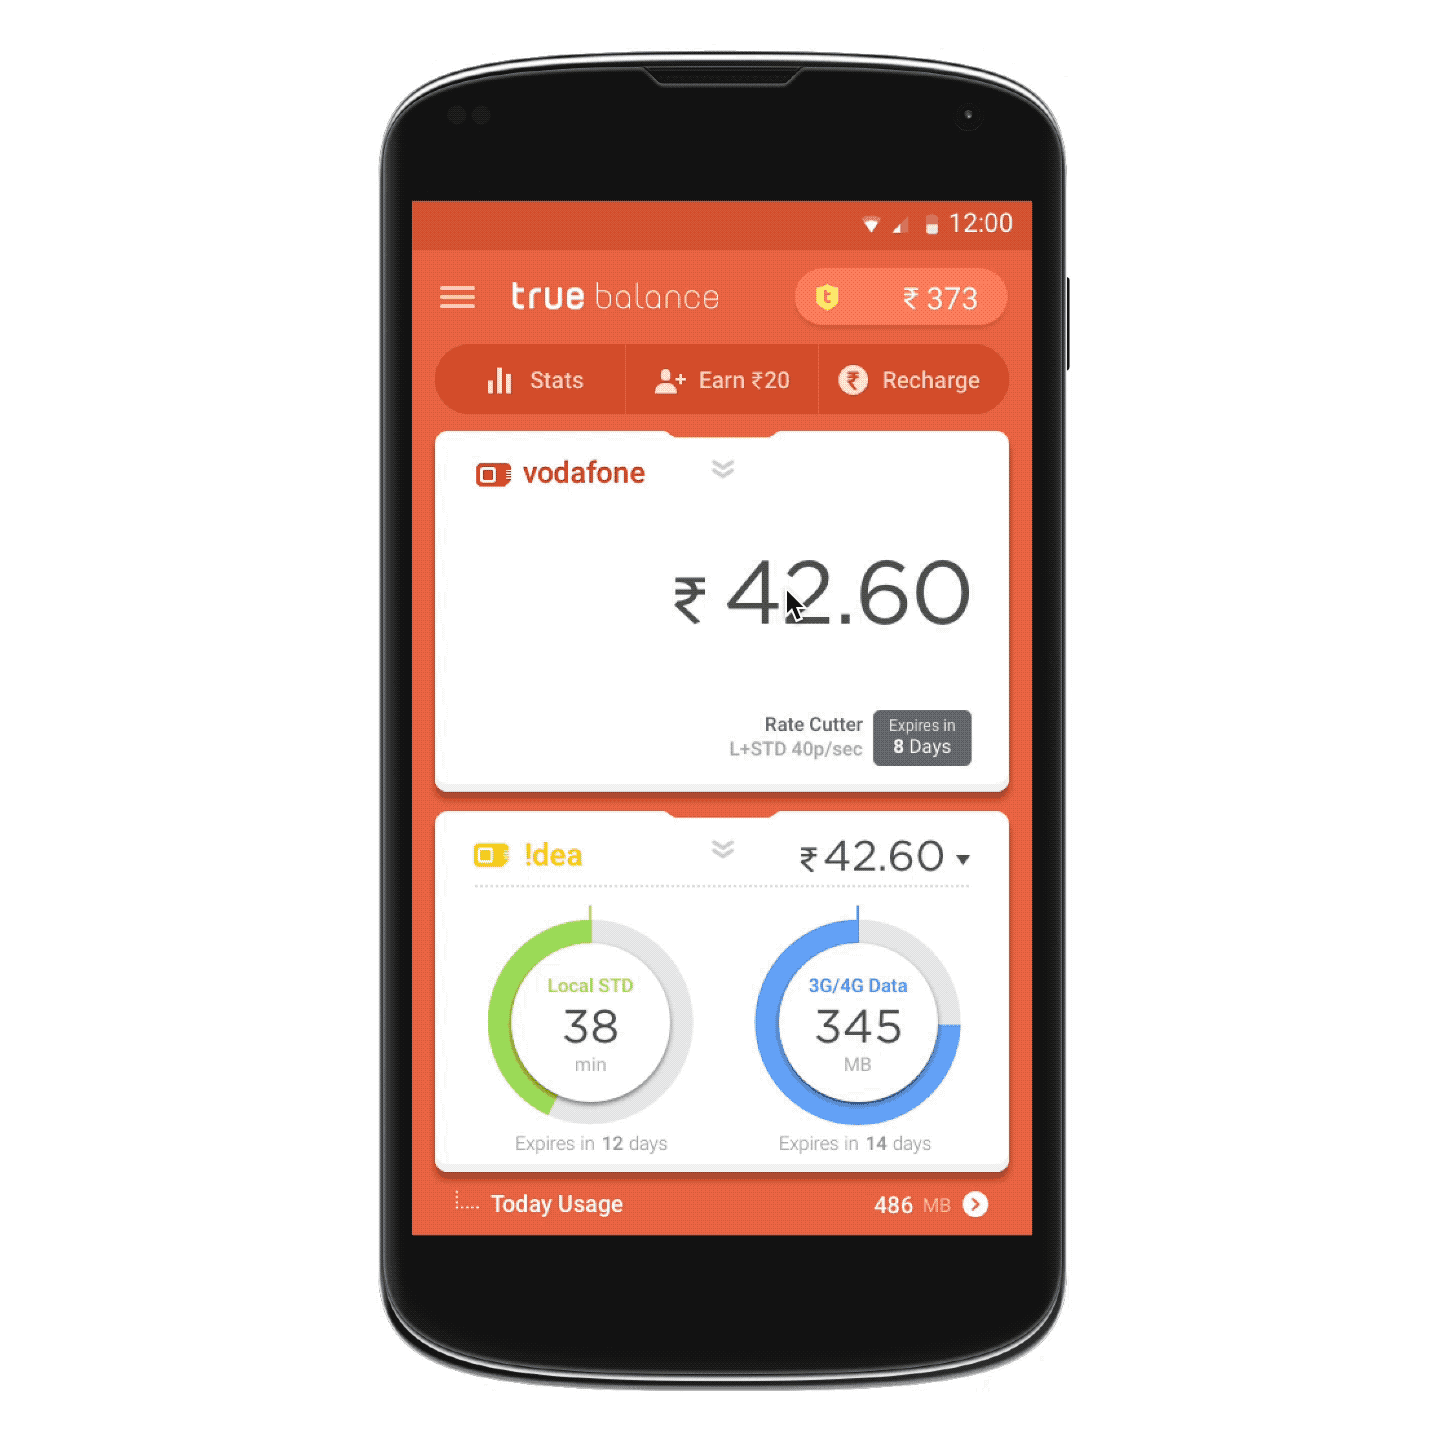 12:00
true balance
t
₹ 373
Stats
Earn ₹20
₹ Recharge
vodafone
₹ 42.60
Rate Cutter
L+STD 40p/sec
Expires in
8 Days
!dea
₹ 42.60
Local STD
38
min
Expires in 12 days
3G/4G Data
345
MB
Expires in 14 days
Today Usage
486 MB